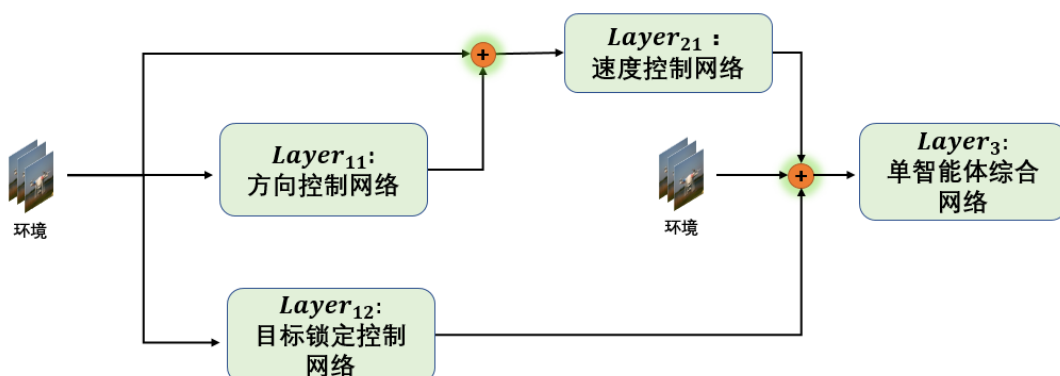 Layer₂₁：
速度控制网络
Layer₁₁:
方向控制网络
Layer₃:
单智能体综合
网络
环境
环境
Layer₁₂:
目标锁定控制
网络